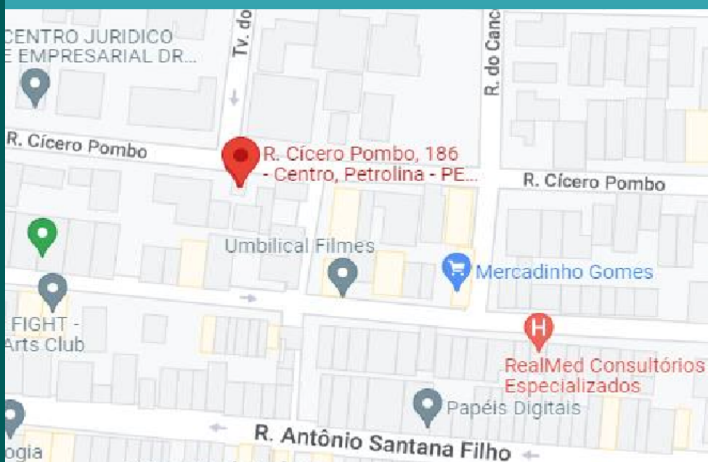 CENTRO JURIDICO
E EMPRESARIAL DR...
Tv. do
R. do Canc
R. Cícero Pombo
R. Cícero Pombo, 186
- Centro, Petrolina - PE...
R. Cícero Pombo
Umbilical Filmes
Mercadinho Gomes
FIGHT -
Arts Club
H
RealMed Consultórios
Especializados
Papéis Digitais
R. Antônio Santana Filho
ogia